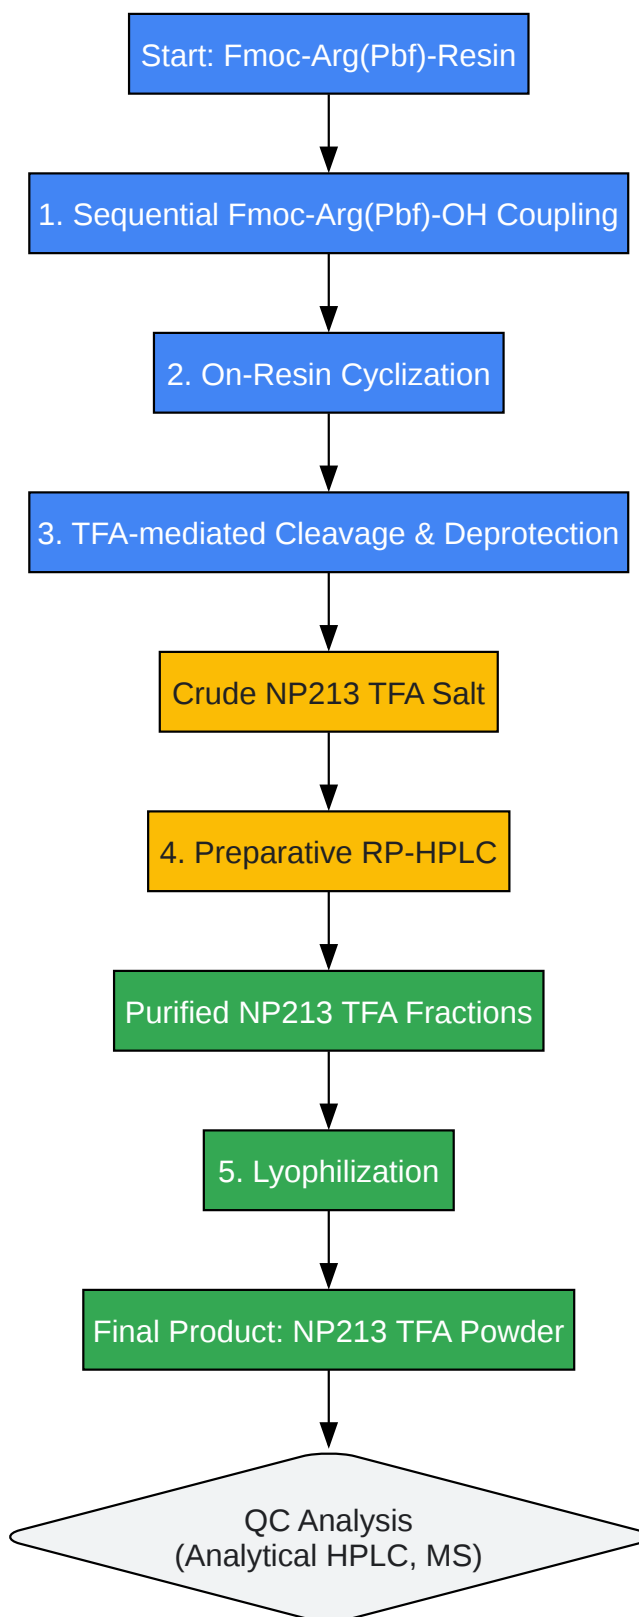 Start: Fmoc-Arg(Pbf)-Resin
1. Sequential Fmoc-Arg(Pbf)-OH Coupling
2. On-Resin Cyclization
3. TFA-mediated Cleavage & Deprotection
Crude NP213 TFA Salt
4. Preparative RP-HPLC
Purified NP213 TFA Fractions
5. Lyophilization
Final Product: NP213 TFA Powder
QC Analysis
(Analytical HPLC, MS)